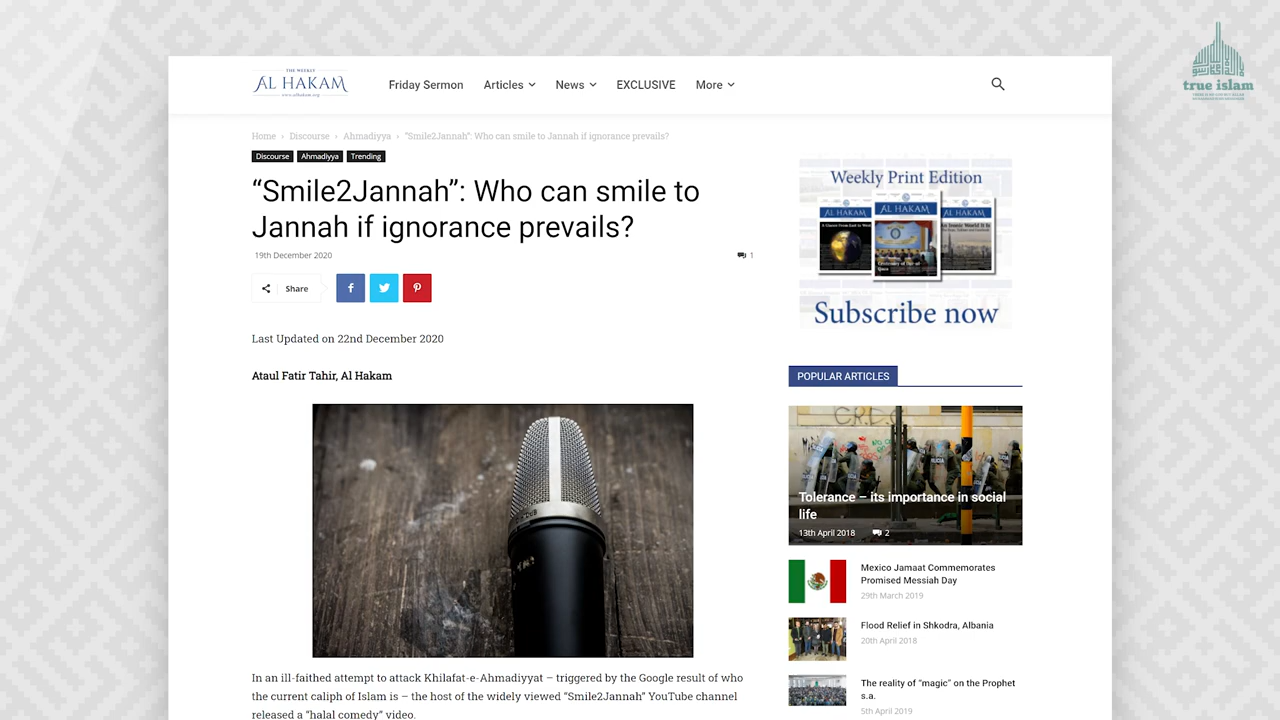 THE WEEKLY
AL HAKAM
www.alhakam.org
Friday Sermon
Articles
News
EXCLUSIVE
More
true islam
Home › Discourse › Ahmadiyya › "Smile2Jannah": Who can smile to Jannah if ignorance prevails?
Discourse
Ahmadiyya
Trending
“Smile2Jannah”: Who can smile to
Jannah if ignorance prevails?
19th December 2020
1
Share
Last Updated on 22nd December 2020
Ataul Fatir Tahir, Al Hakam
In an ill-faithed attempt to attack Khilafat-e-Ahmadiyyat – triggered by the Google result of who
the current caliph of Islam is – the host of the widely viewed “Smile2Jannah” YouTube channel
released a “halal comedy” video.
Weekly Print Edition
AL HAKAM
AL HAKAM
AL HAKAM
Subscribe now
POPULAR ARTICLES
Tolerance – its importance in social
life
13th April 2018
2
Mexico Jamaat Commemorates
Promised Messiah Day
29th March 2019
Flood Relief in Shkodra, Albania
20th April 2018
The reality of “magic” on the Prophet
s.a.
5th April 2019